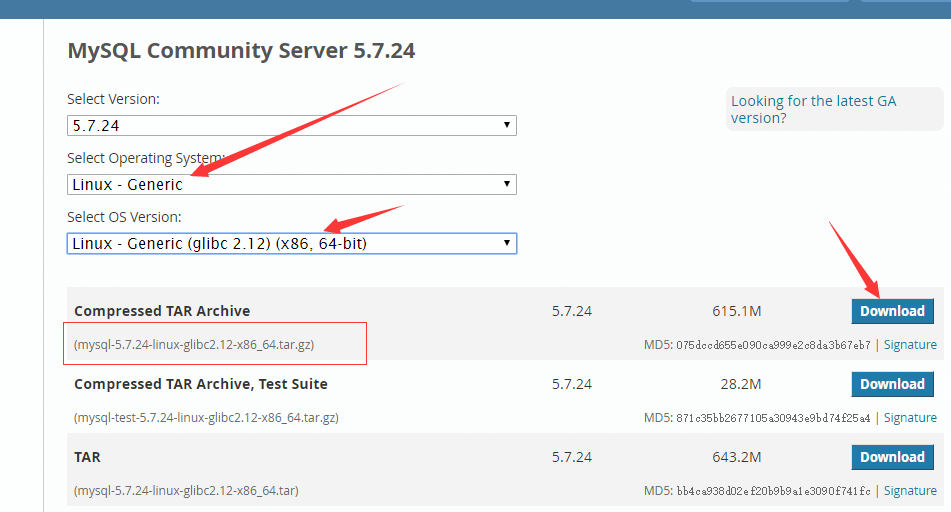 MySQL Community Server 5.7.24
Select Version:
5.7.24
Looking for the latest GA
version?
Select Operating System:
Linux - Generic
Select OS Version:
Linux - Generic (glibc 2.12) (x86, 64-bit)
Compressed TAR Archive 5.7.24 615.1M Download
(mysql-5.7.24-linux-glibc2.12-x86_64.tar.gz) MD5: 075dccd655e090ca999e2c8da3b67eb7 | Signature
Compressed TAR Archive, Test Suite 5.7.24 28.2M Download
(mysql-test-5.7.24-linux-glibc2.12-x86_64.tar.gz) MD5: 871c35bb2677105a30943e9bd74f25a4 | Signature
TAR 5.7.24 643.2M Download
(mysql-5.7.24-linux-glibc2.12-x86_64.tar) MD5: bb4ca938d02ef20b9b9a1e3090f741fc | Signature